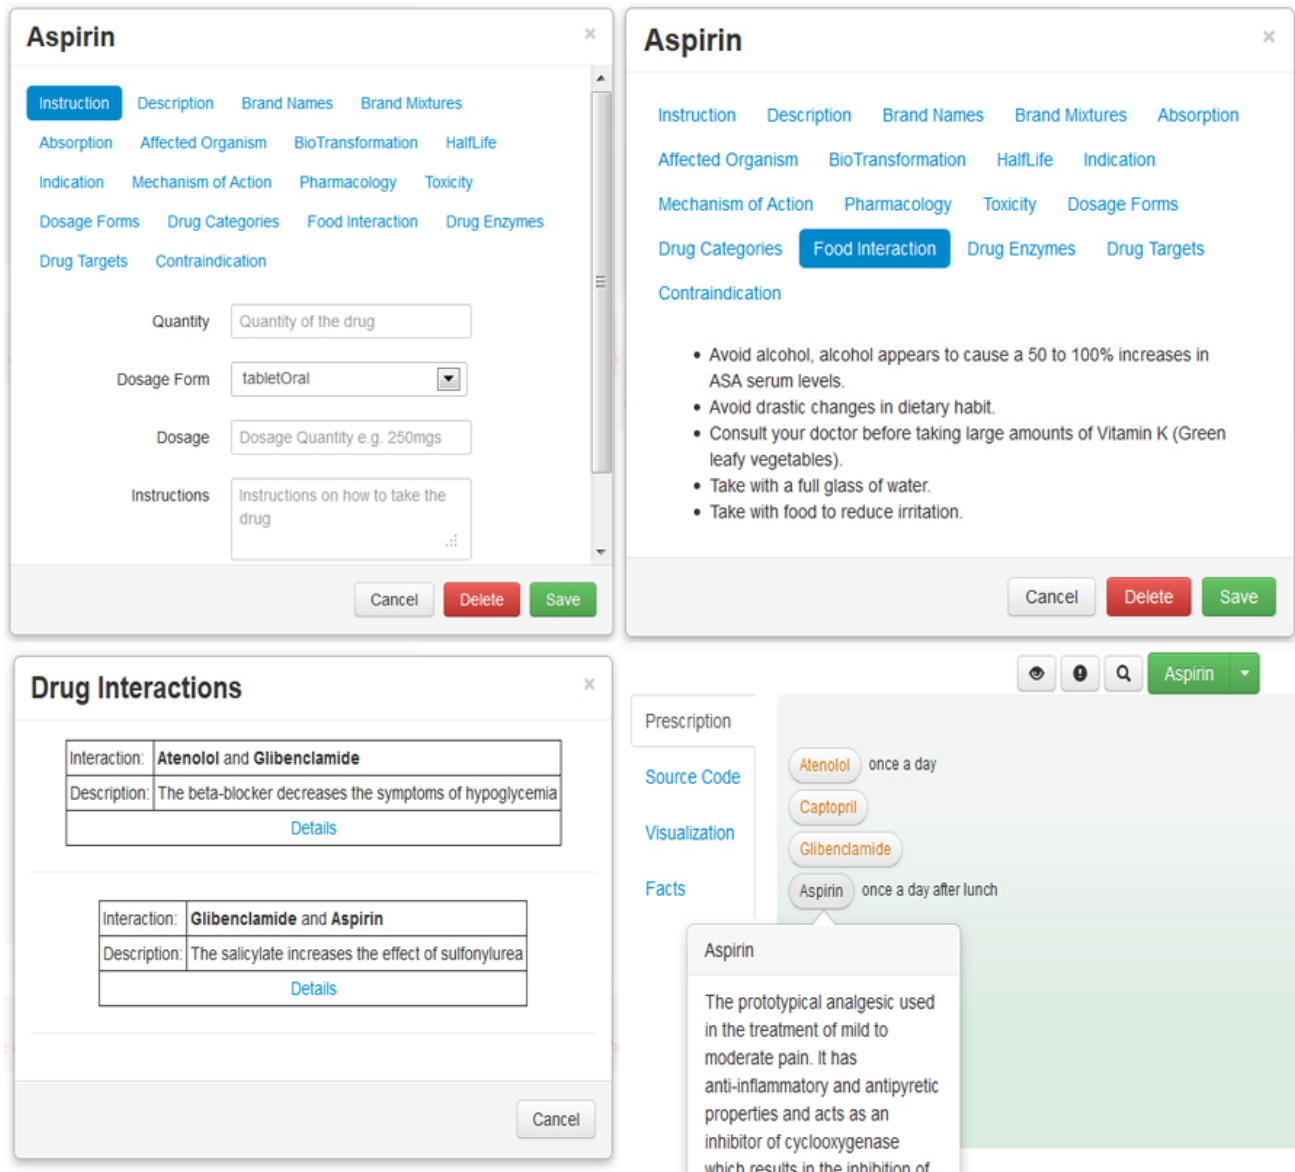 Aspirin ×
Instruction Description Brand Names Brand Mixtures
Absorption Affected Organism BioTransformation HalfLife
Indication Mechanism of Action Pharmacology Toxicity
Dosage Forms Drug Categories Food Interaction Drug Enzymes
Drug Targets Contraindication
Quantity Quantity of the drug
Dosage Form tabletOral
Dosage Dosage Quantity e.g. 250mgs
Instructions Instructions on how to take the
drug
Cancel Delete Save
Aspirin ×
Instruction Description Brand Names Brand Mixtures Absorption
Affected Organism BioTransformation HalfLife Indication
Mechanism of Action Pharmacology Toxicity Dosage Forms
Drug Categories Food Interaction Drug Enzymes Drug Targets
Contraindication
• Avoid alcohol, alcohol appears to cause a 50 to 100% increases in
ASA serum levels.
• Avoid drastic changes in dietary habit.
• Consult your doctor before taking large amounts of Vitamin K (Green
leafy vegetables).
• Take with a full glass of water.
• Take with food to reduce irritation.
Cancel Delete Save
Drug Interactions ×
Interaction: Atenolol and Glibenclamide
Description: The beta-blocker decreases the symptoms of hypoglycemia
Details
Interaction: Glibenclamide and Aspirin
Description: The salicylate increases the effect of sulfonylurea
Details
Cancel
Aspirin
Prescription
Source Code
Visualization
Facts
Atenolol once a day
Captopril
Glibenclamide
Aspirin once a day after lunch
Aspirin
The prototypical analgesic used
in the treatment of mild to
moderate pain. It has
anti-inflammatory and antipyretic
properties and acts as an
inhibitor of cyclooxygenase
which results in the inhibition of